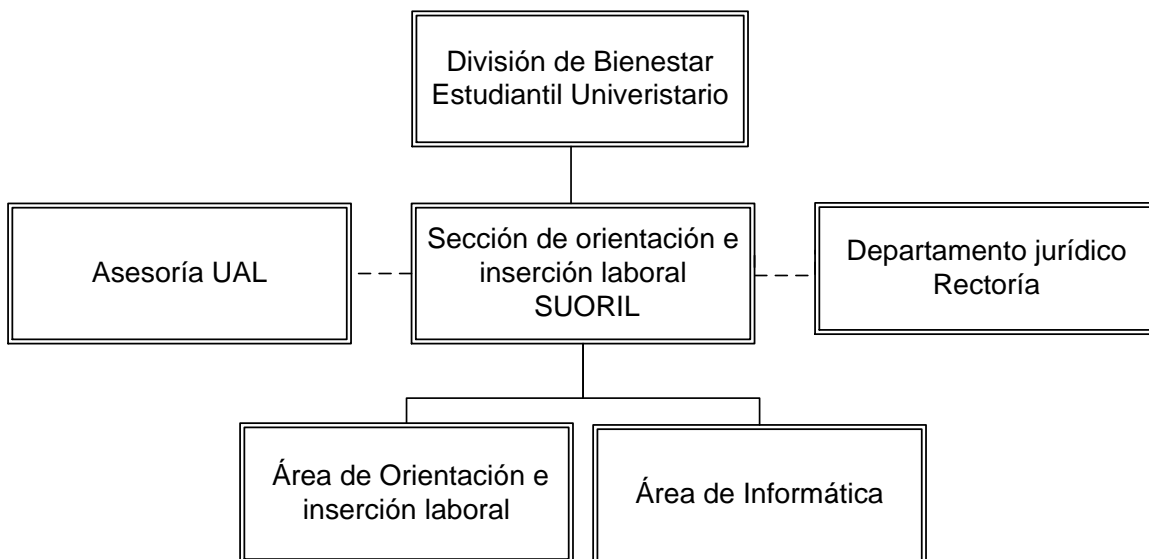 División de Bienestar
Estudiantil Univeristario
Asesoría UAL
Sección de orientación e
inserción laboral
SUORIL
Departamento jurídico
Rectoría
Área de Orientación e
inserción laboral
Área de Informática